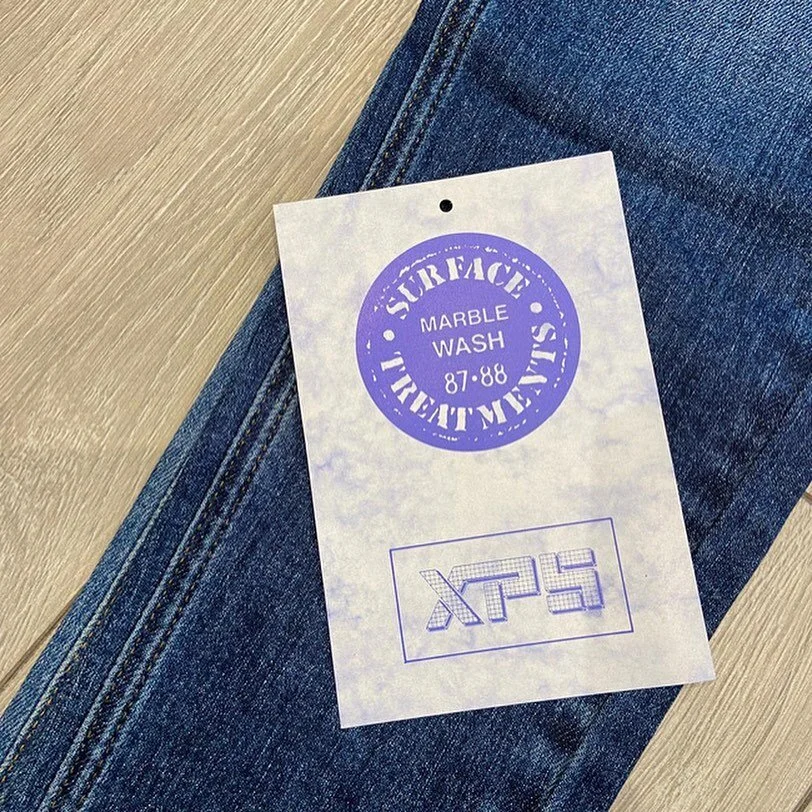 SURFACE
MARBLE
WASH
87•88
TREATMENTS
XPS